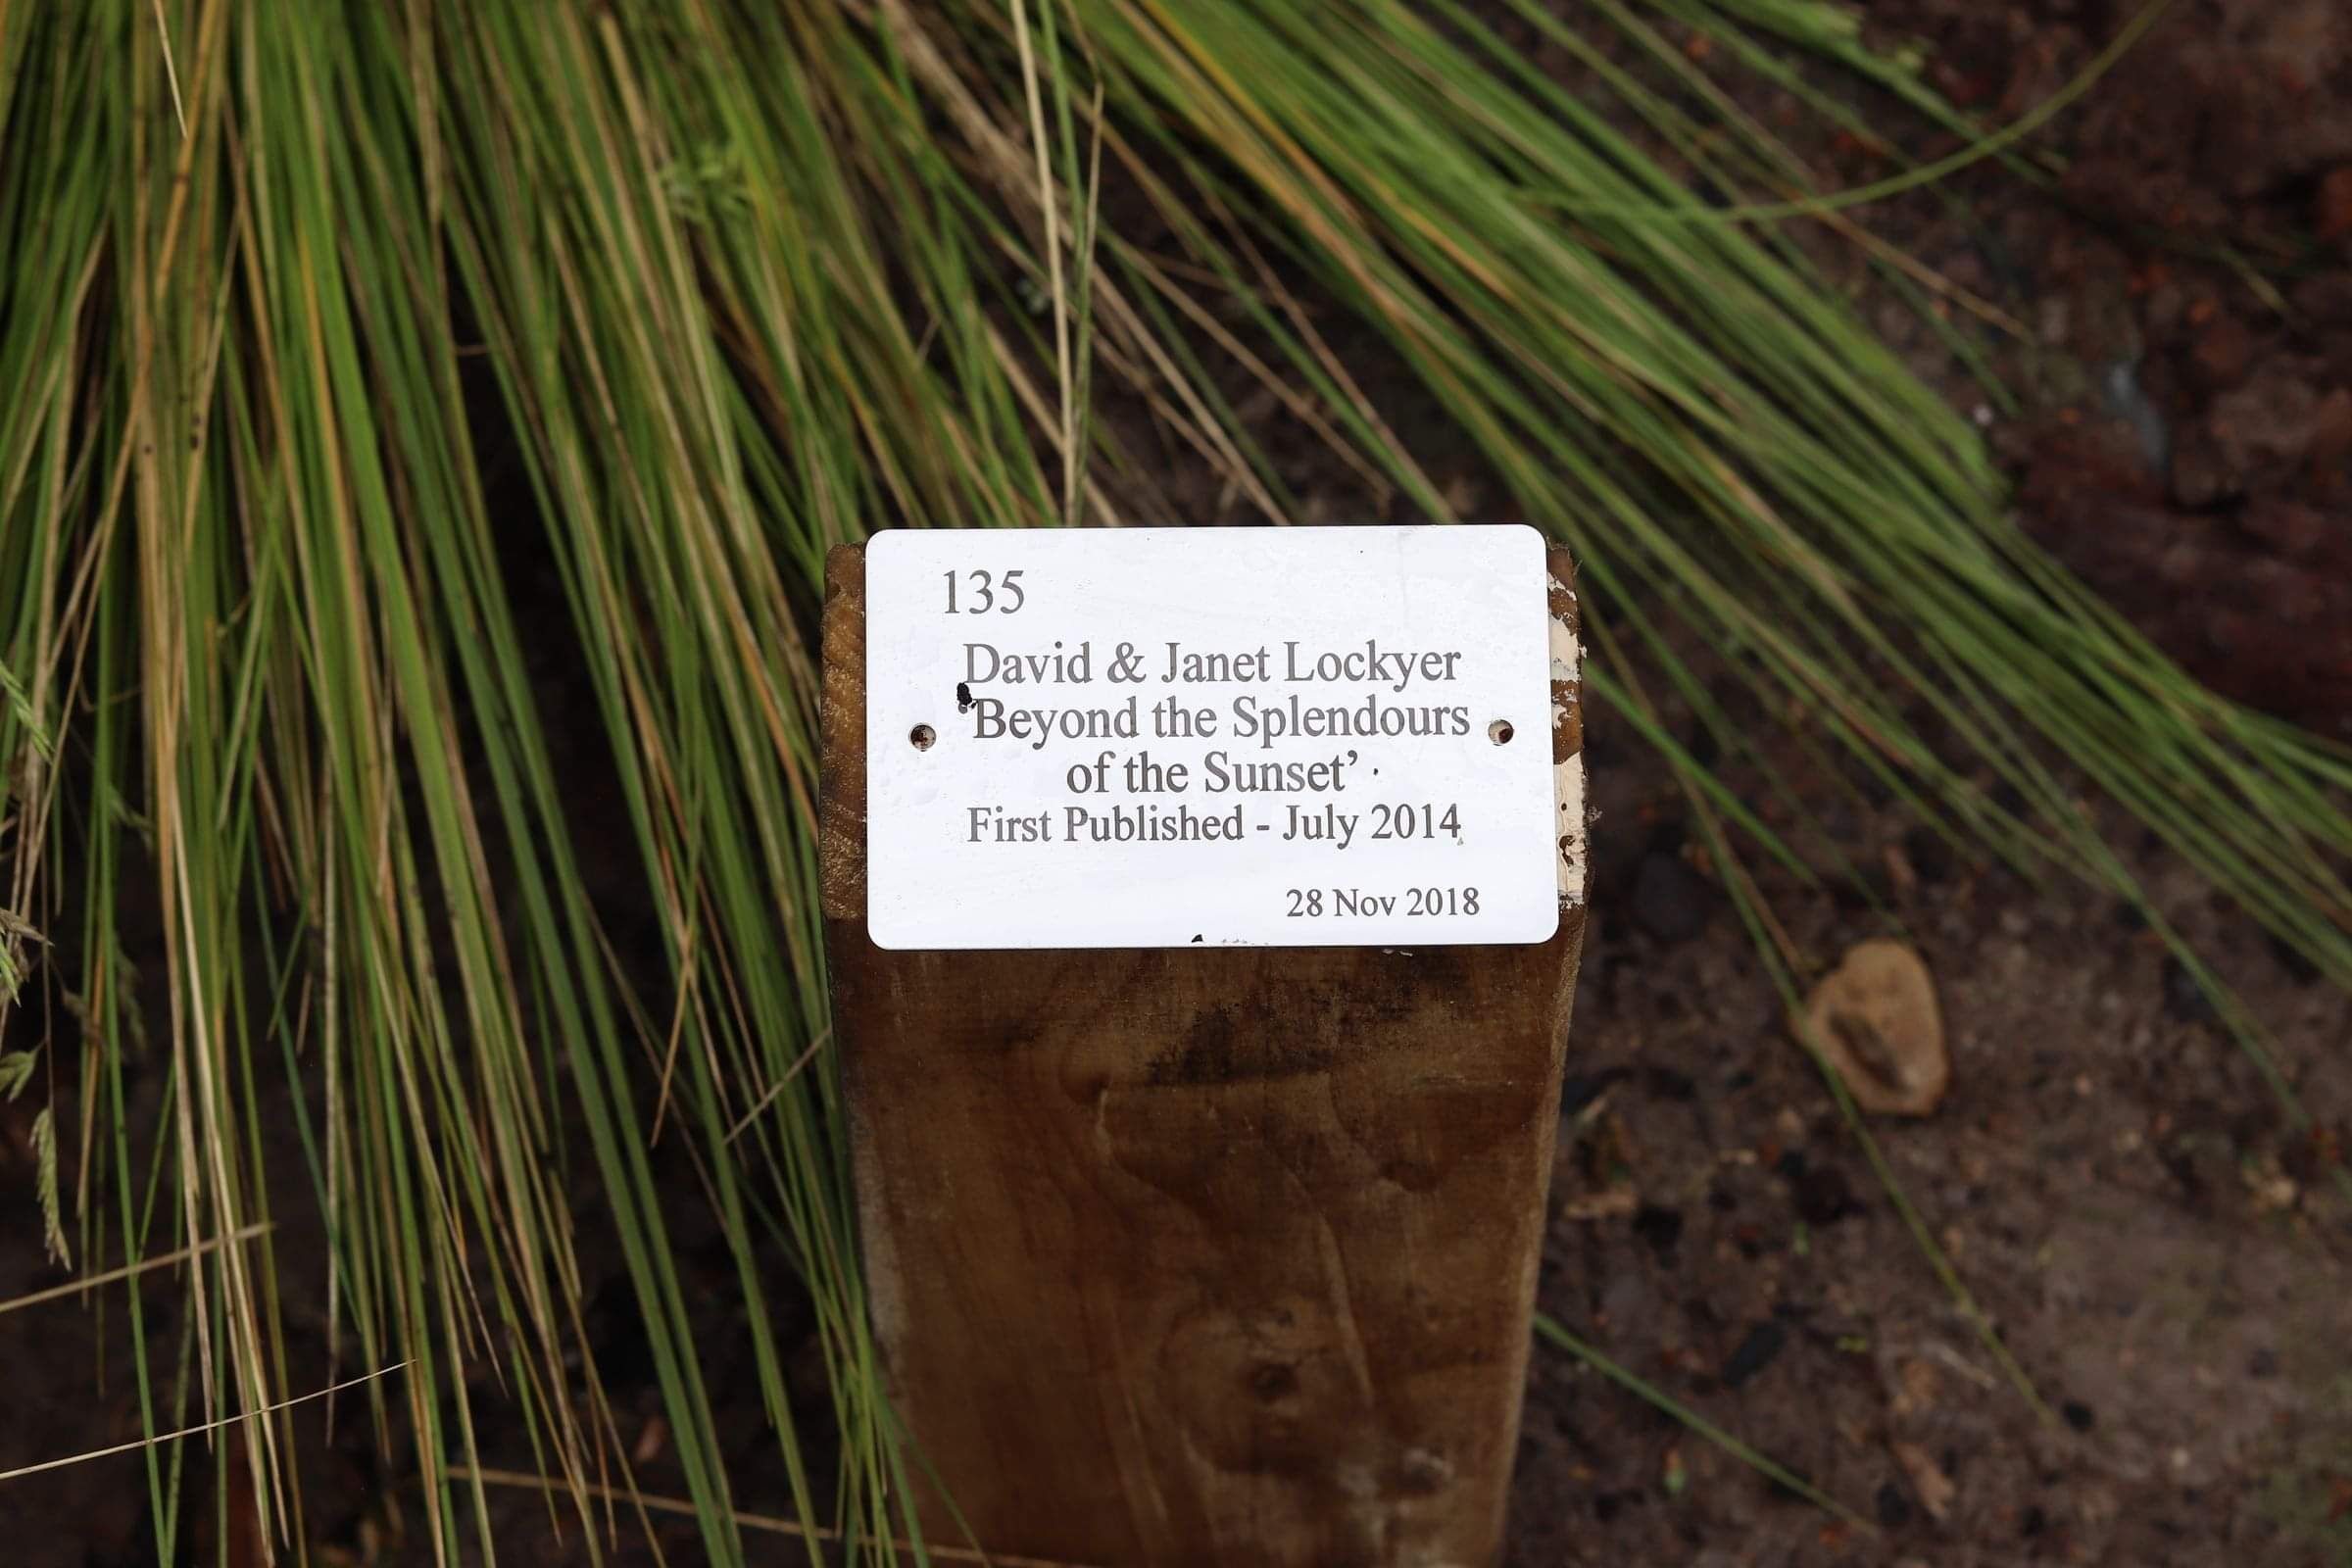 135
David & Janet Lockyer
‘Beyond the Splendours
of the Sunset’
First Published - July 2014
28 Nov 2018